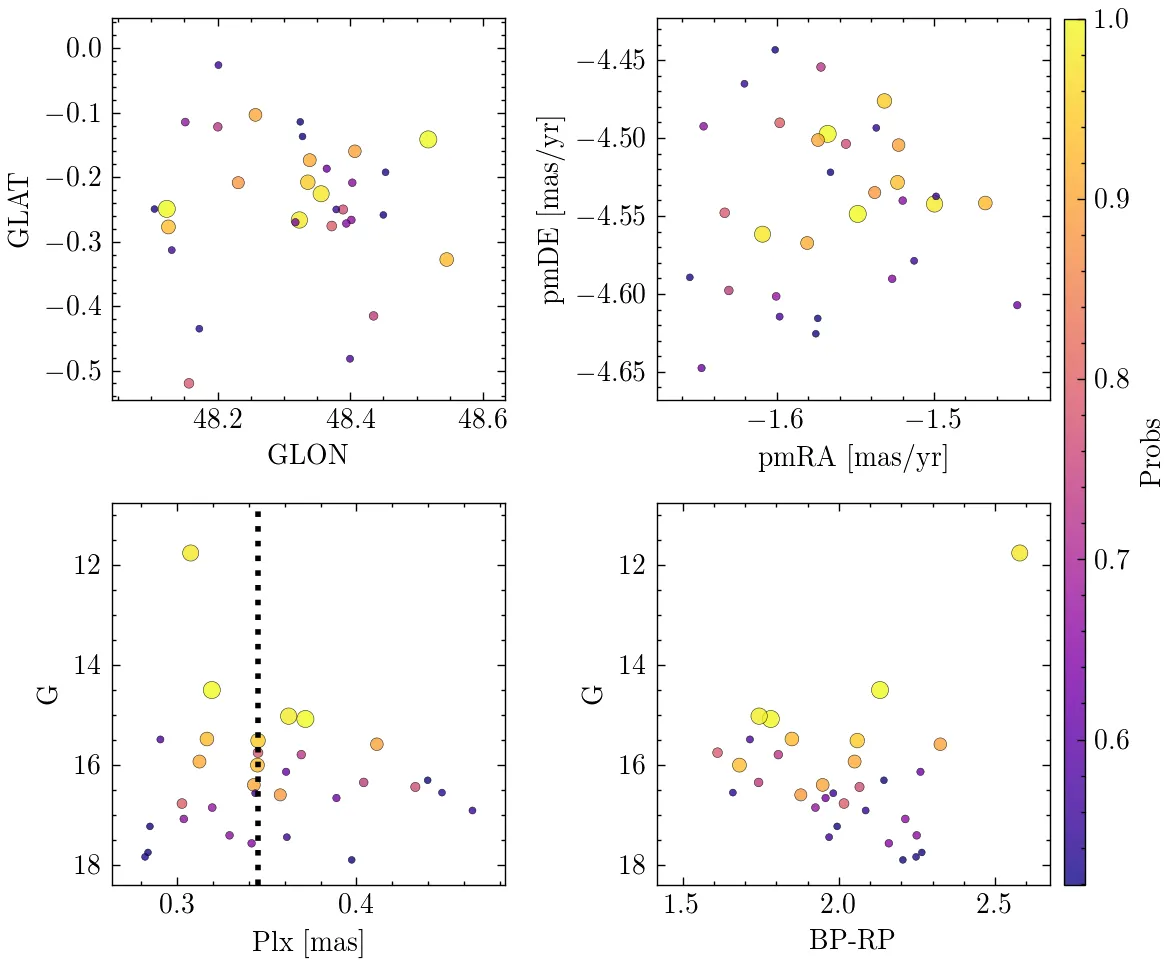 0.0
−0.1
−0.2
−0.3
−0.4
−0.5
GLAT
48.2 48.4 48.6
GLON
−4.45
−4.50
−4.55
−4.60
−4.65
pmDE [mas/yr]
−1.6 −1.5
pmRA [mas/yr]
12
14
16
18
G
0.3 0.4
Plx [mas]
12
14
16
18
G
1.5 2.0 2.5
BP-RP
1.0
0.9
0.8
0.7
0.6
Probs